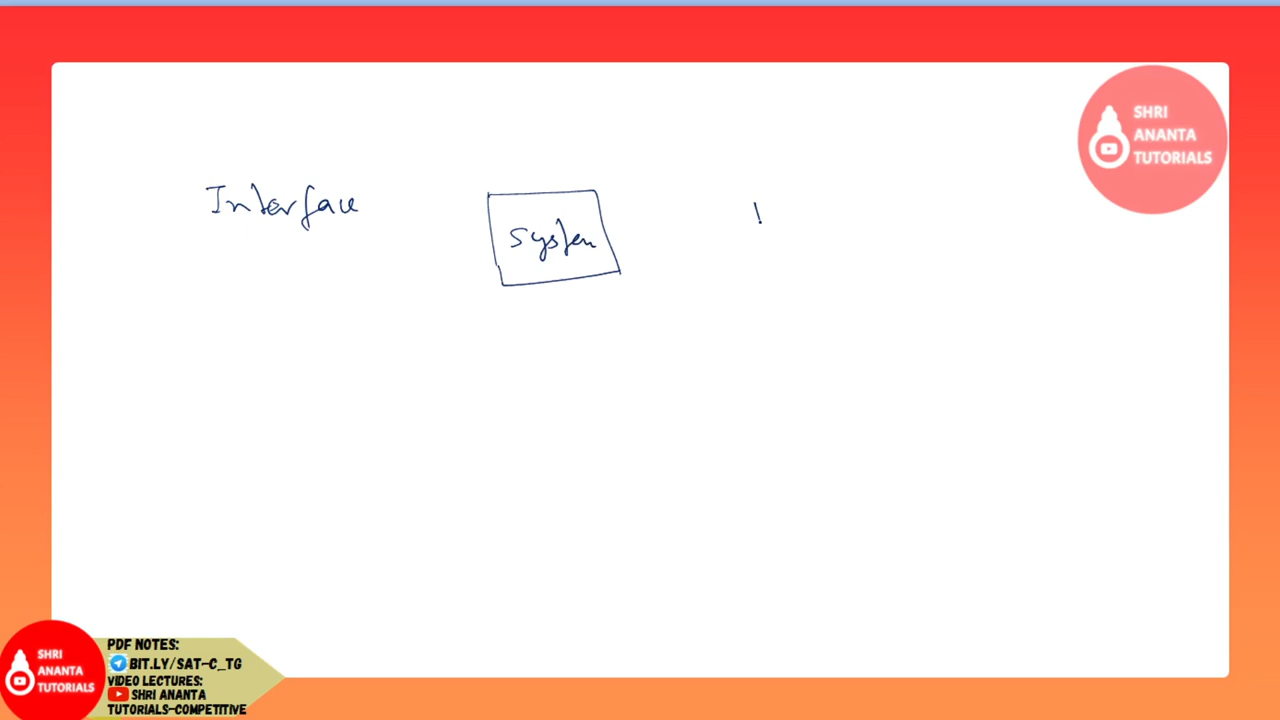 SHRI
ANANTA
TUTORIALS
Interface
System
PDF NOTES:
BIT.LY/SAT-C_TG
VIDEO LECTURES:
SHRI ANANTA
TUTORIALS-COMPETITIVE
SHRI
ANANTA
TUTORIALS